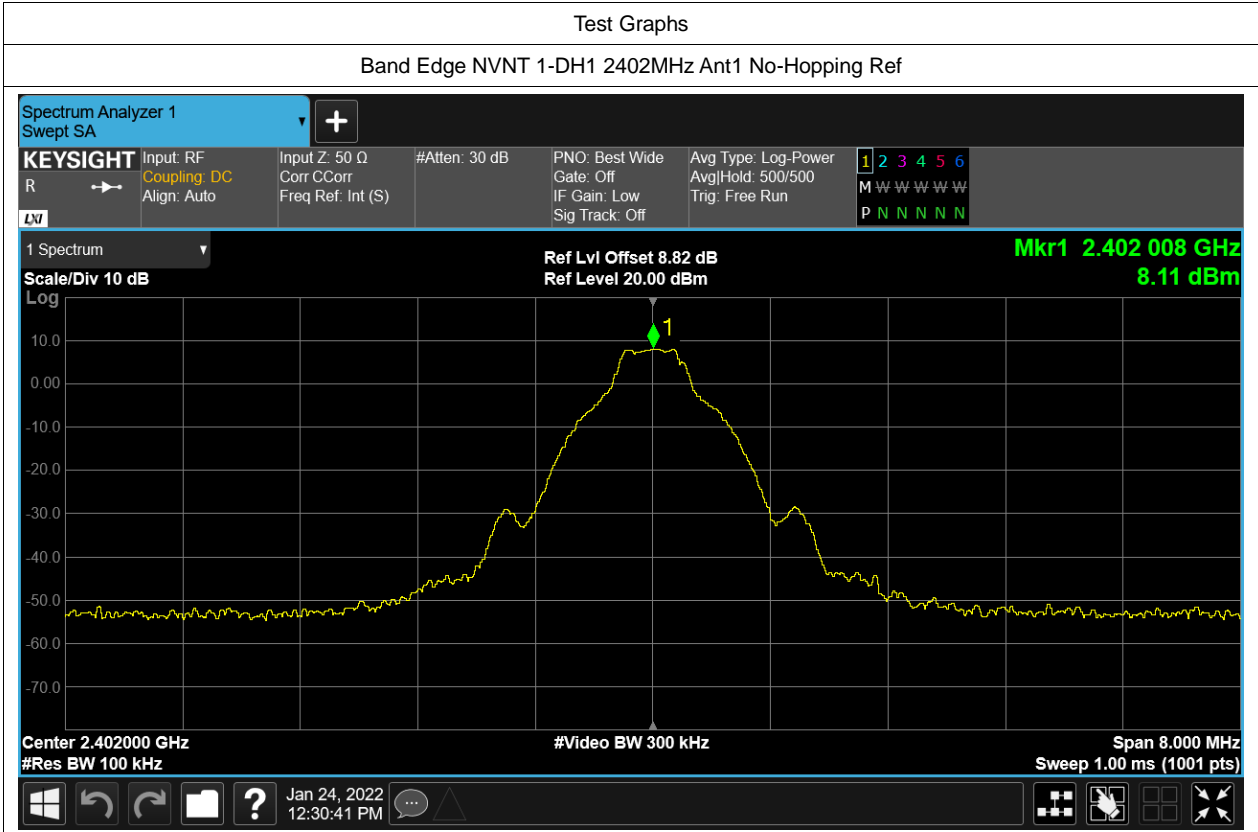 Test Graphs
Band Edge NVNT 1-DH1 2402MHz Ant1 No-Hopping Ref
Spectrum Analyzer 1
Swept SA
KEYSIGHT
R
LXI
Input: RF
Coupling: DC
Align: Auto
Input Z: 50 Ω
Corr CCorr
Freq Ref: Int (S)
#Atten: 30 dB
PNO: Best Wide
Gate: Off
IF Gain: Low
Sig Track: Off
Avg Type: Log-Power
Avg|Hold: 500/500
Trig: Free Run
1 2 3 4 5 6
M W W W W W
P N N N N N
1 Spectrum
Scale/Div 10 dB
Log
Ref Lvl Offset 8.82 dB
Ref Level 20.00 dBm
Mkr1 2.402 008 GHz
8.11 dBm
1
10.0
0.00
-10.0
-20.0
-30.0
-40.0
-50.0
-60.0
-70.0
Center 2.402000 GHz
#Res BW 100 kHz
#Video BW 300 kHz
Span 8.000 MHz
Sweep 1.00 ms (1001 pts)
?
Jan 24, 2022
12:30:41 PM